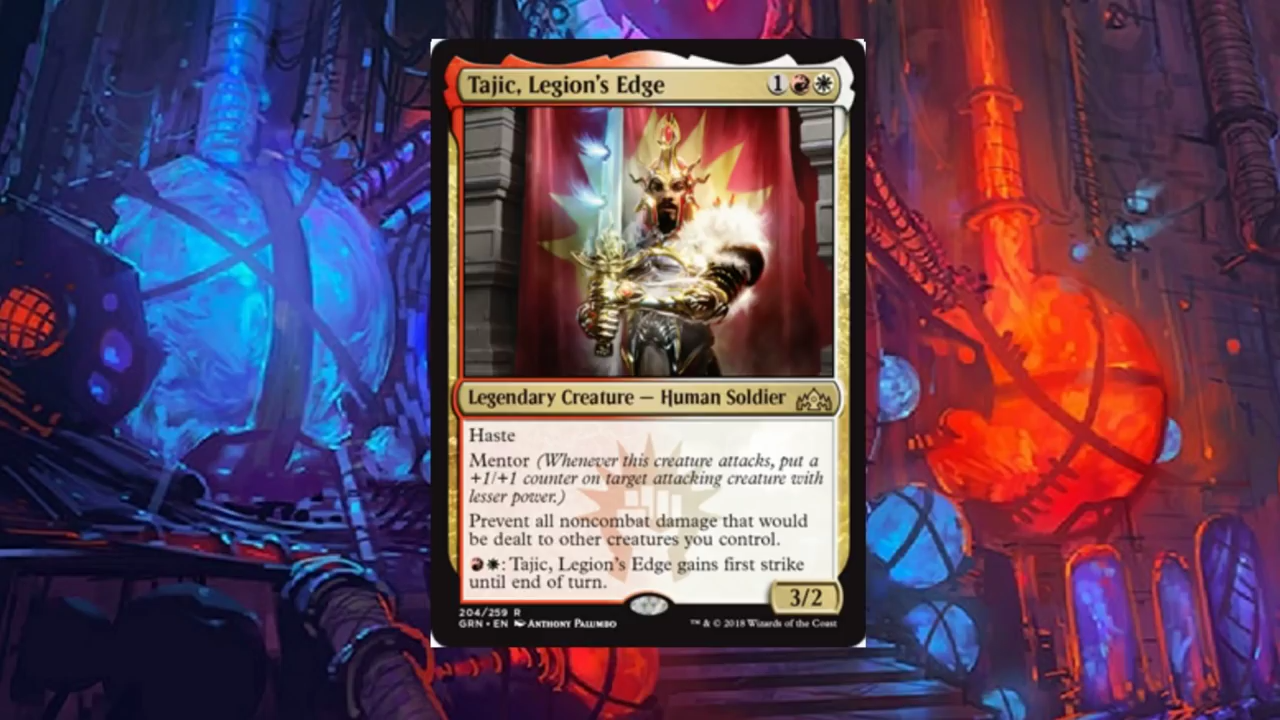 Tajic, Legion's Edge 1
Legendary Creature — Human Soldier
Haste
Mentor (Whenever this creature attacks, put a
+1/+1 counter on target attacking creature with
lesser power.)
Prevent all noncombat damage that would
be dealt to other creatures you control.
: Tajic, Legion's Edge gains first strike
until end of turn.
3/2
204/259 R
GRN • EN Anthony Palumbo
™ & © 2018 Wizards of the Coast